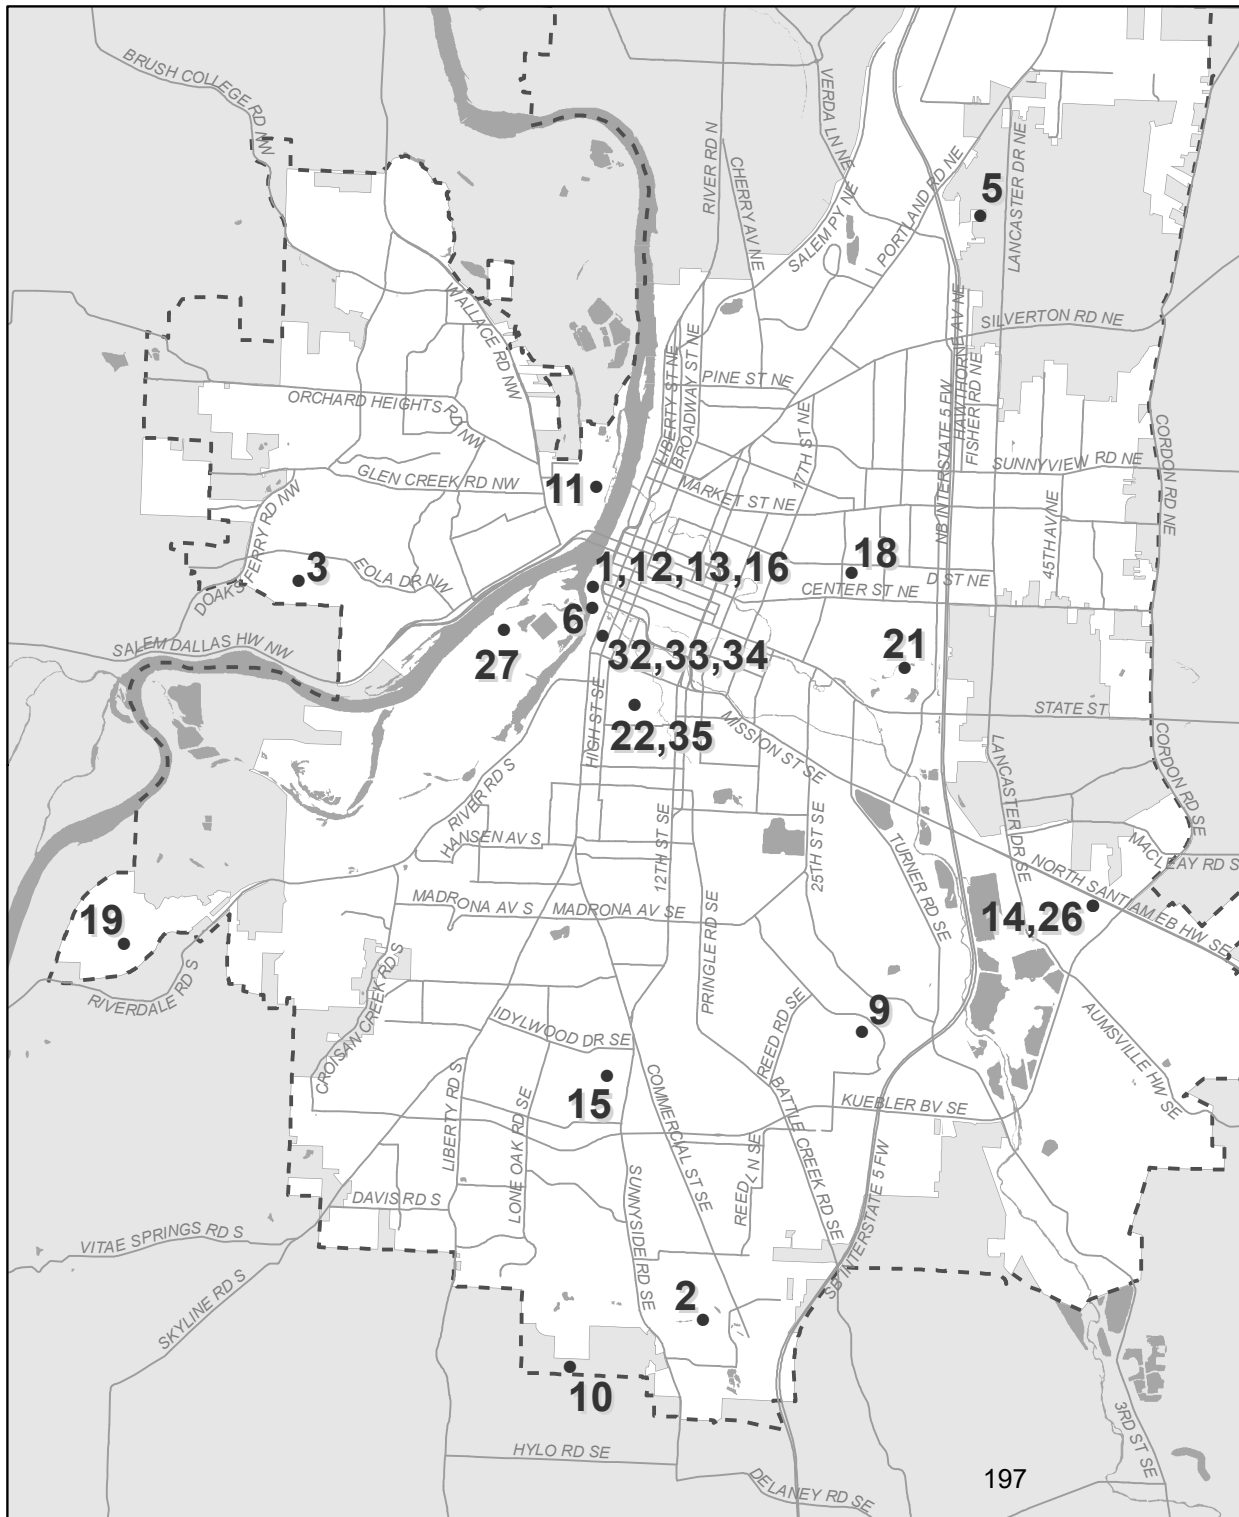 BRUSH COLLEGE RD NW
VERDA LN NE
RIVER RD N
CHERRY AV NE
SALEM PY NE
PORTLAND RD NE
LANCASTER DR NE
5
WALLACE RD NW
SILVERTON RD NE
HAWTHORNE AV NE
FISHER RD NE
NB INTERSTATE 5 FW
LIBERTY ST NE
BROADWAY ST NE
PINE ST NE
17TH ST NE
ORCHARD HEIGHTS RD NW
GLEN CREEK RD NW
11
MARKET ST NE
SUNNYVIEW RD NE
CORDON RD NE
45TH AV NE
DOAKS FERRY RD NW
3
EOLA DR NW
1,12,13,16
18
D ST NE
CENTER ST NE
6
27
SALEM DALLAS HW NW
32,33,34
21
STATE ST
HIGH ST SE
22,35
MISSION ST SE
LANCASTER DR SE
CORDON RD SE
RIVER RD S
HANSEN AV S
12TH ST SE
25TH ST SE
TURNER RD SE
MACLEAY RD S
NORTH SANTIAM EB HW SE
MADRONA AV S
MADRONA AV SE
14,26
19
RIVERDALE RD S
CROISAN CREEK RD S
PRINGLE RD SE
REED RD SE
9
IDYLWOOD DR SE
AUMSVILLE HW SE
15
LIBERTY RD S
LONE OAK RD SE
COMMERCIAL ST SE
BATTLE CREEK RD SE
KUEBLER BV SE
REED LN SE
SB INTERSTATE 5 FW
DAVIS RD S
SUNNYSIDE RD SE
VITAE SPRINGS RD S
SKYLINE RD S
2
10
3RD ST SE
HYLO RD SE
DELANEY RD SE
197